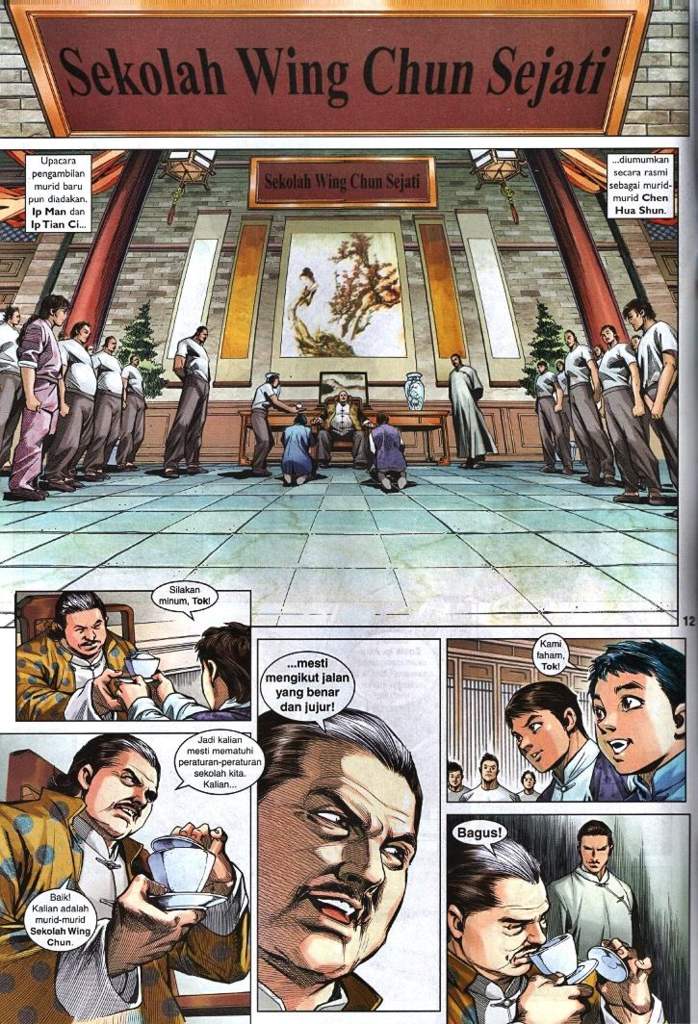 Sekolah Wing Chun Sejati
Upacara
pengambilan
murid baru
pun diadakan.
Ip Man dan
Ip Tian Ci...
Sekolah Wing Chun Sejati
...diumumkan
secara rasmi
sebagai murid-
murid Chen
Hua Shun.
12
Silakan
minum, Tok!
Baik!
Kalian adalah
murid-murid
Sekolah Wing
Chun.
Jadi kalian
mesti mematuhi
peraturan-peraturan
sekolah kita.
Kalian...
...mesti
mengikut jalan
yang benar
dan jujur!
Kami
faham,
Tok!
Bagus!